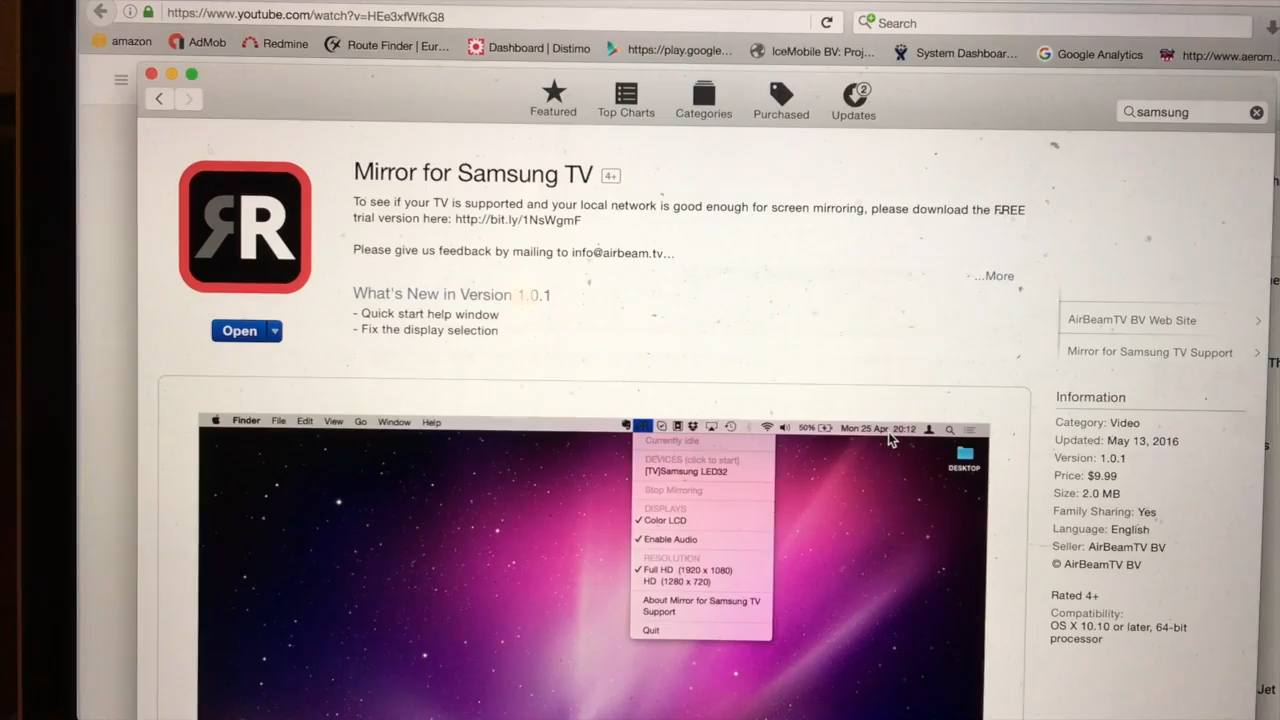 https://www.youtube.com/watch?v=HEe3xfWfkG8
Search
amazon
AdMob
Redmine
Route Finder | Eur...
Dashboard | Distimo
https://play.google...
IceMobile BV: Proj...
System Dashboar...
Google Analytics
http://www.aerom...
Featured
Top Charts
Categories
Purchased
2
Updates
samsung
RR
Mirror for Samsung TV 4+
To see if your TV is supported and your local network is good enough for screen mirroring, please download the FREE
trial version here: http://bit.ly/1NsWgmF
Please give us feedback by mailing to info@airbeam.tv...
...More
What's New in Version 1.0.1
- Quick start help window
- Fix the display selection
Open
AirBeamTV BV Web Site
Mirror for Samsung TV Support
Information
Category: Video
Updated: May 13, 2016
Version: 1.0.1
Price: $9.99
Size: 2.0 MB
Family Sharing: Yes
Language: English
Seller: AirBeamTV BV
© AirBeamTV BV
Rated 4+
Compatibility:
OS X 10.10 or later, 64-bit
processor
Finder File Edit View Go Window Help
50% Mon 25 Apr 20:12
Currently idle
DEVICES (click to start)
[TV]Samsung LED32
Stop Mirroring
DISPLAYS
✓ Color LCD
✓ Enable Audio
RESOLUTION
✓ Full HD (1920 x 1080)
HD (1280 x 720)
About Mirror for Samsung TV
Support
Quit
DESKTOP
Jet